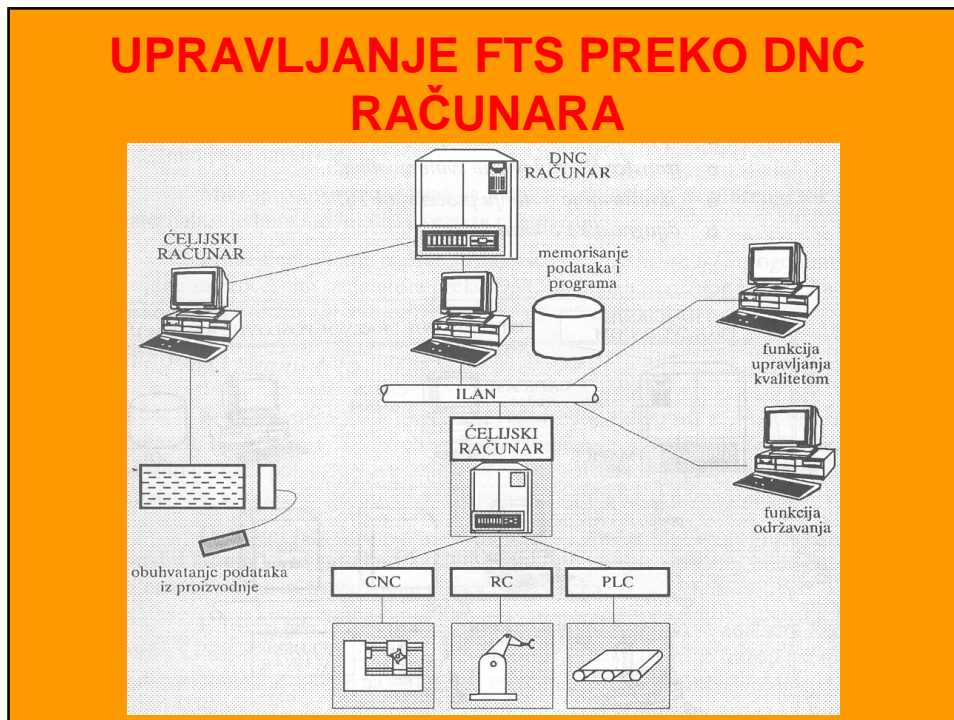 UPRAVLJANJE FTS PREKO DNC
RAČUNARA
DNC
RAČUNAR
ĆELIJSKI
RAČUNAR
memorisanje
podataka i
programa
funkcija
upravljanja
kvalitetom
ILAN
ĆELIJSKI
RAČUNAR
funkcija
održavanja
obuhvatanje podataka
iz proizvodnje
CNC
RC
PLC